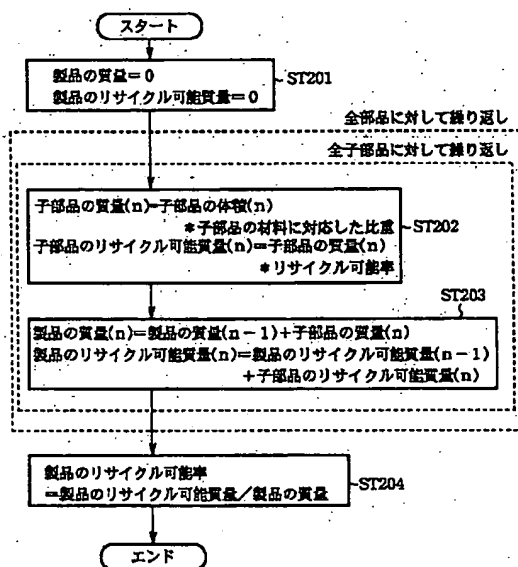 スタート
製品の質量=0
製品のリサイクル可能質量=0
ST201
全部品に対して繰り返し
全子部品に対して繰り返し
子部品の質量(n)=子部品の体積(n)
*子部品の材料に対応した比重
子部品のリサイクル可能質量(n)=子部品の質量(n)
*リサイクル可能率
ST202
ST203
製品の質量(n)=製品の質量(n-1)+子部品の質量(n)
製品のリサイクル可能質量(n)=製品のリサイクル可能質量(n-1)
+子部品のリサイクル可能質量(n)
製品のリサイクル可能率
=製品のリサイクル可能質量/製品の質量
ST204
エンド